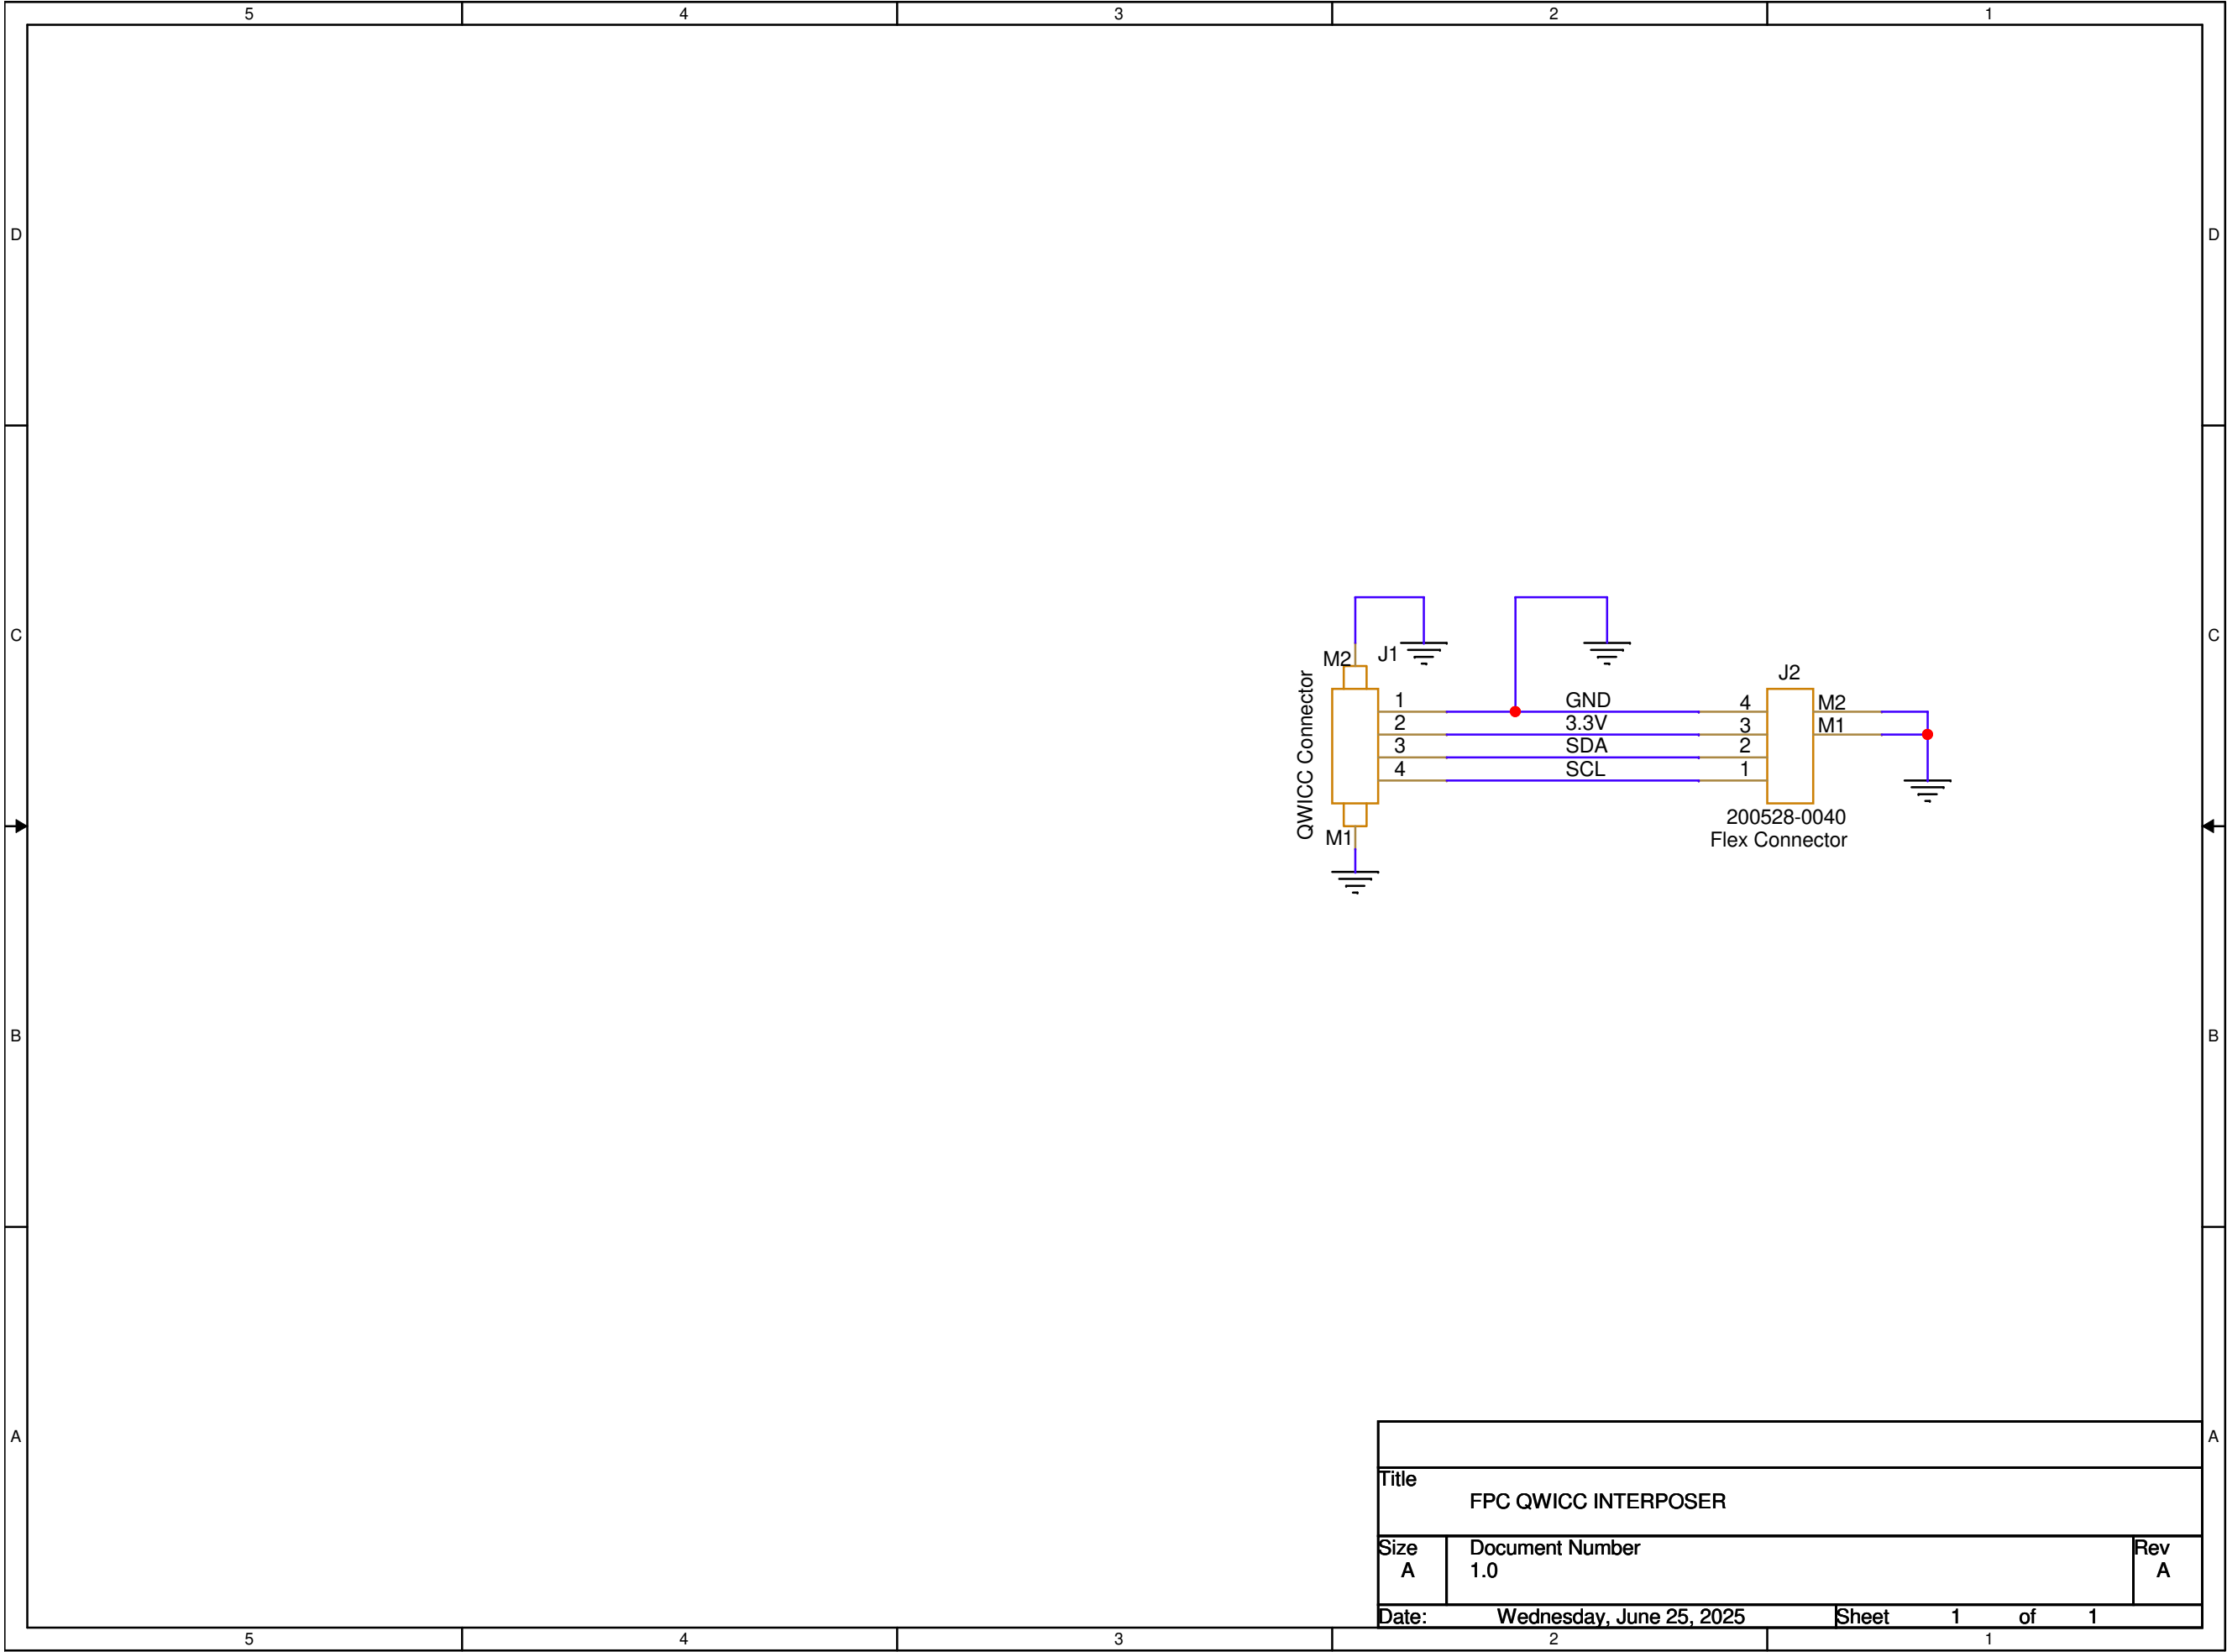 5 4 3 2 1
D D
C C
B B
A A
M2 J1
QWICC Connector
1 GND 4
2 3.3V 3
3 SDA 2
4 SCL 1
M1
J2
M2
M1
200528-0040
Flex Connector
Title
FPC QWICC INTERPOSER
Size
A
Document Number
1.0
Rev
A
Date: Wednesday, June 25, 2025 Sheet 1 of 1
5 4 3 2 1